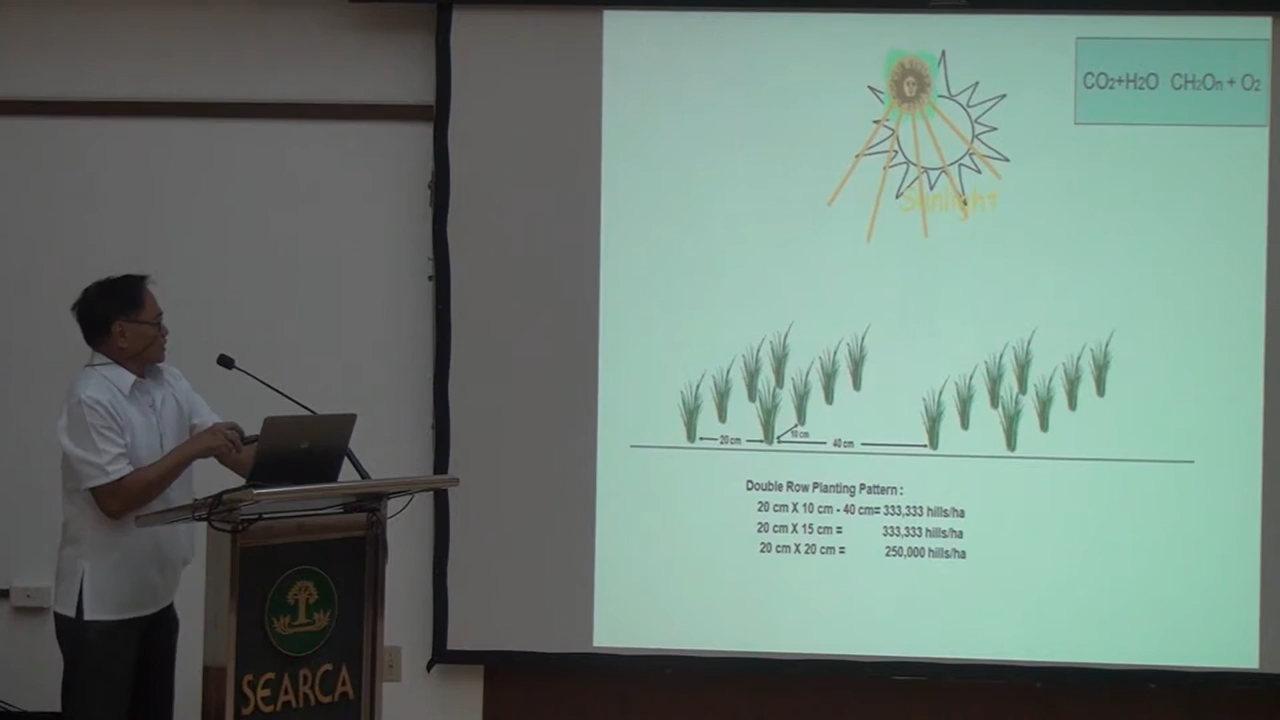 CO2+H2O CH2On + O2
Sunlight
20 cm
10 cm
40 cm
Double Row Planting Pattern :
20 cm X 10 cm - 40 cm= 333,333 hills/ha
20 cm X 15 cm = 333,333 hills/ha
20 cm X 20 cm = 250,000 hills/ha
SEARCA